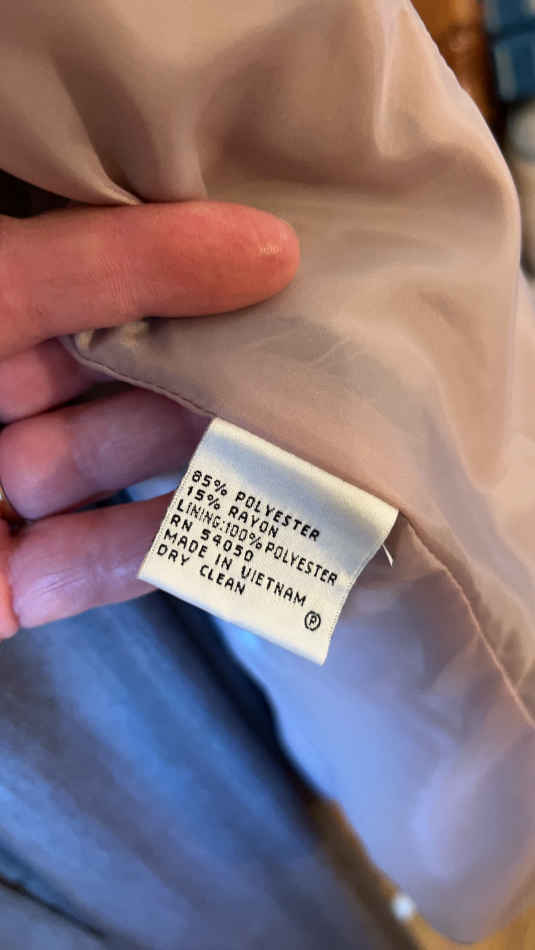 85% POLYESTER
15% RAYON
LINING:100% POLYESTER
RN 54050
MADE IN VIETNAM
DRY CLEAN
Ⓟ